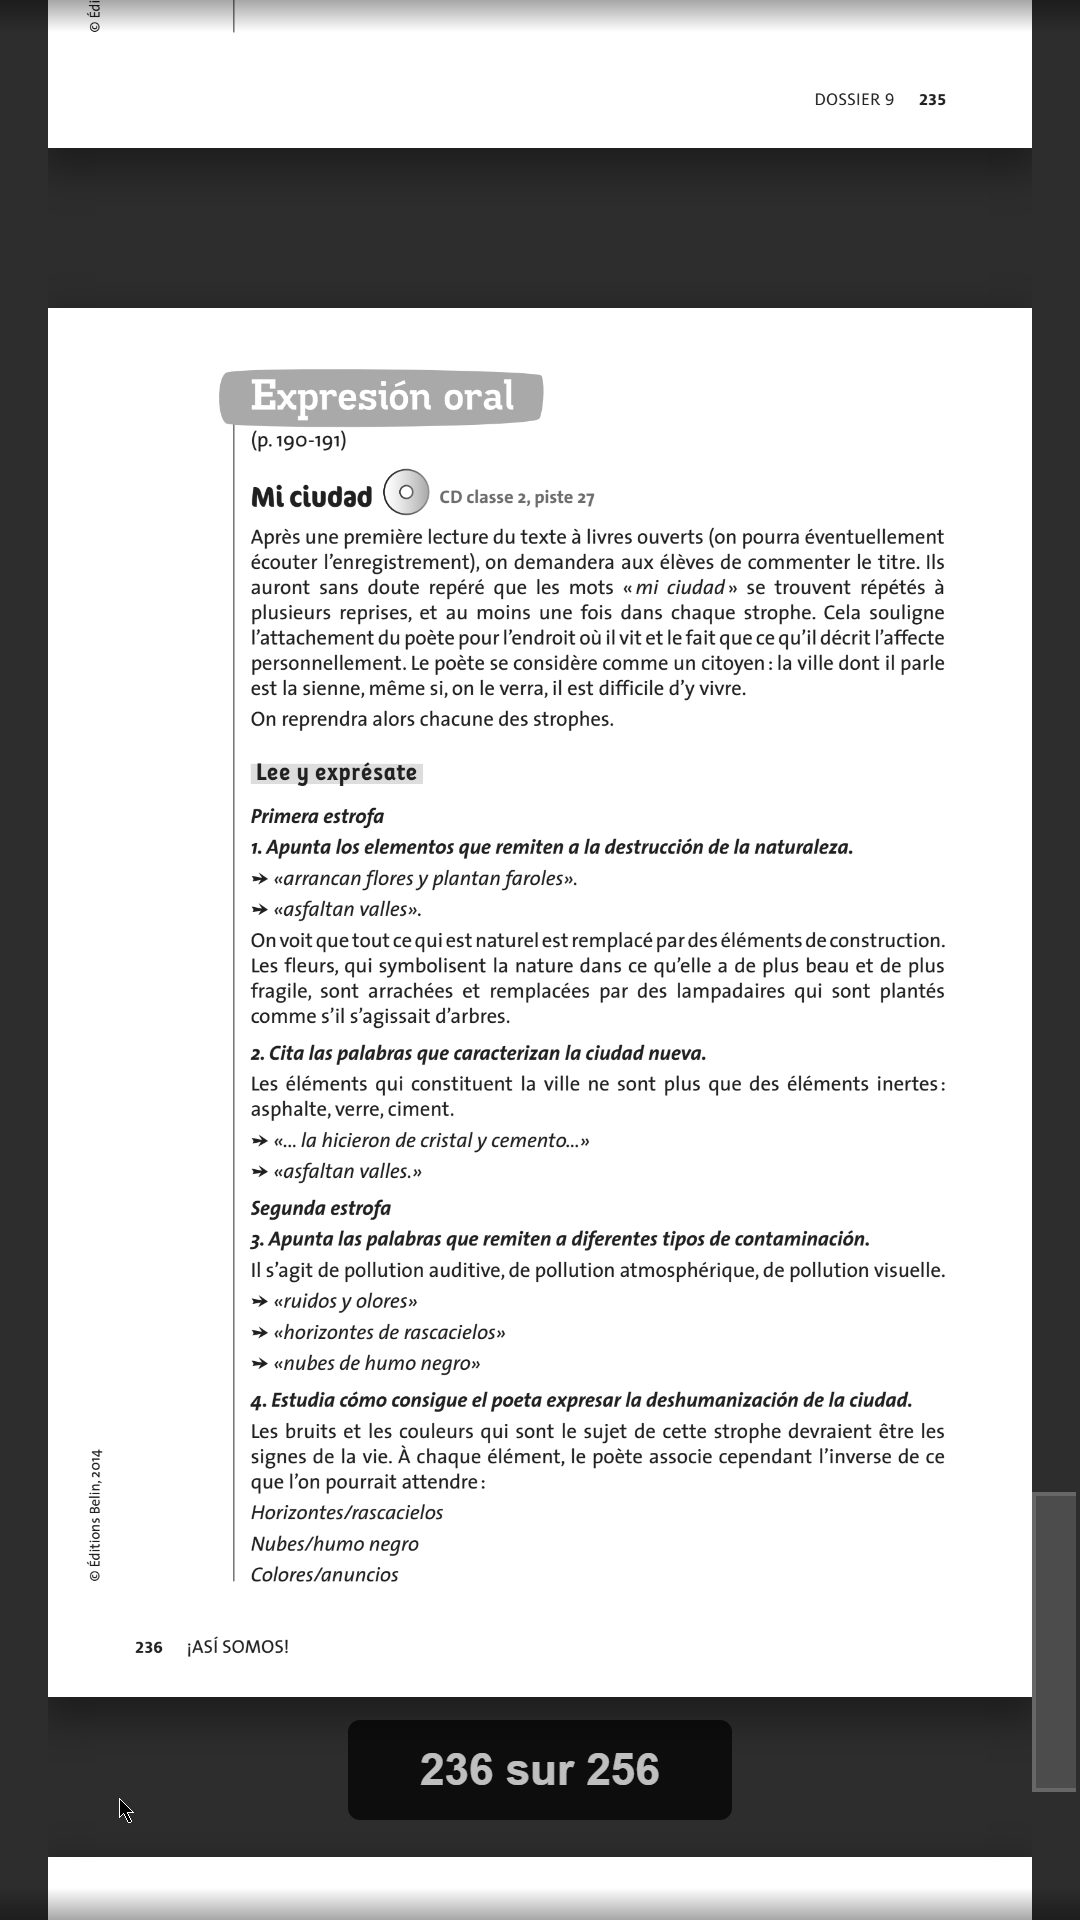 © Édi
DOSSIER 9 235
Expresión oral
(p. 190-191)
Mi ciudad CD classe 2, piste 27
Après une première lecture du texte à livres ouverts (on pourra éventuellement
écouter l’enregistrement), on demandera aux élèves de commenter le titre. Ils
auront sans doute repéré que les mots «mi ciudad» se trouvent répétés à
plusieurs reprises, et au moins une fois dans chaque strophe. Cela souligne
l’attachement du poète pour l’endroit où il vit et le fait que ce qu’il décrit l’affecte
personnellement. Le poète se considère comme un citoyen : la ville dont il parle
est la sienne, même si, on le verra, il est difficile d’y vivre.
On reprendra alors chacune des strophes.
Lee y exprésate
Primera estrofa
1. Apunta los elementos que remiten a la destrucción de la naturaleza.
➛ «arrancan flores y plantan faroles».
➛ «asfaltan valles».
On voit que tout ce qui est naturel est remplacé par des éléments de construction.
Les fleurs, qui symbolisent la nature dans ce qu’elle a de plus beau et de plus
fragile, sont arrachées et remplacées par des lampadaires qui sont plantés
comme s’il s’agissait d’arbres.
2. Cita las palabras que caracterizan la ciudad nueva.
Les éléments qui constituent la ville ne sont plus que des éléments inertes :
asphalte, verre, ciment.
➛ «... la hicieron de cristal y cemento...»
➛ «asfaltan valles.»
Segunda estrofa
3. Apunta las palabras que remiten a diferentes tipos de contaminación.
Il s’agit de pollution auditive, de pollution atmosphérique, de pollution visuelle.
➛ «ruidos y olores»
➛ «horizontes de rascacielos»
➛ «nubes de humo negro»
4. Estudia cómo consigue el poeta expresar la deshumanización de la ciudad.
Les bruits et les couleurs qui sont le sujet de cette strophe devraient être les
signes de la vie. À chaque élément, le poète associe cependant l’inverse de ce
que l’on pourrait attendre :
Horizontes/rascacielos
Nubes/humo negro
Colores/anuncios
© Éditions Belin, 2014
236 ¡ASÍ SOMOS!
236 sur 256